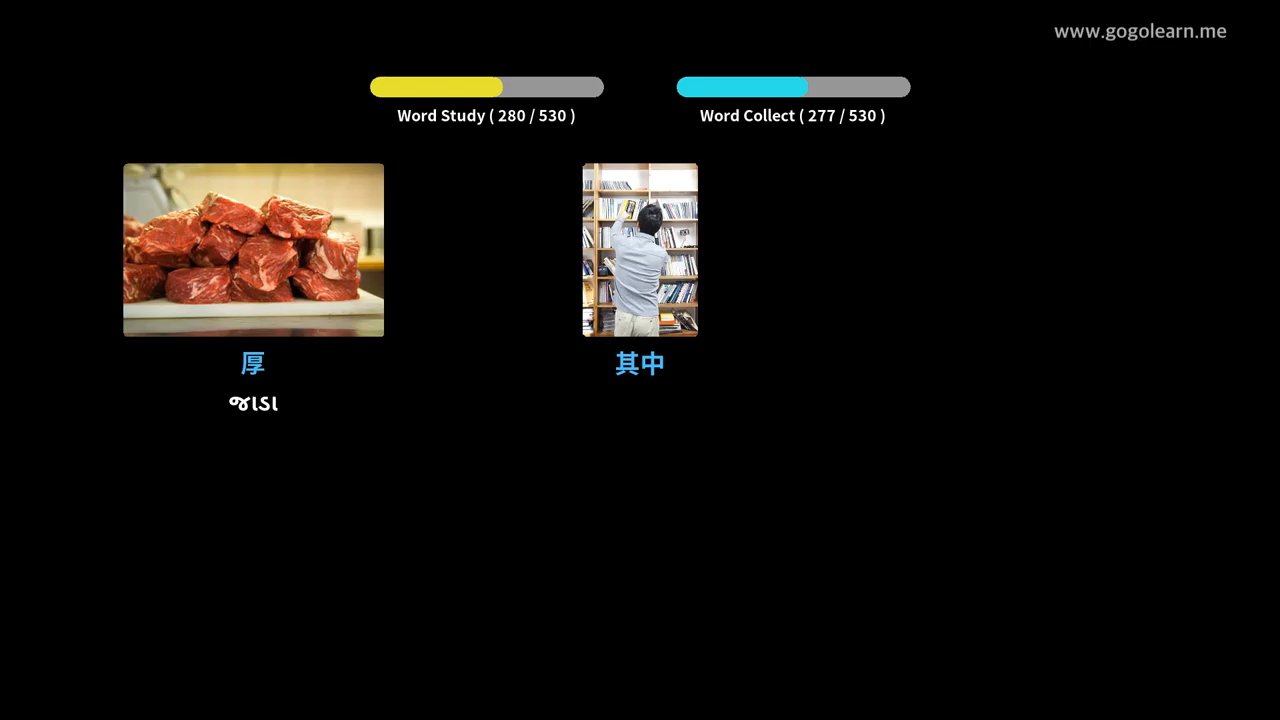 www.gogolearn.me
Word Study ( 280 / 530 )
Word Collect ( 277 / 530 )
厚
其中
જાડા